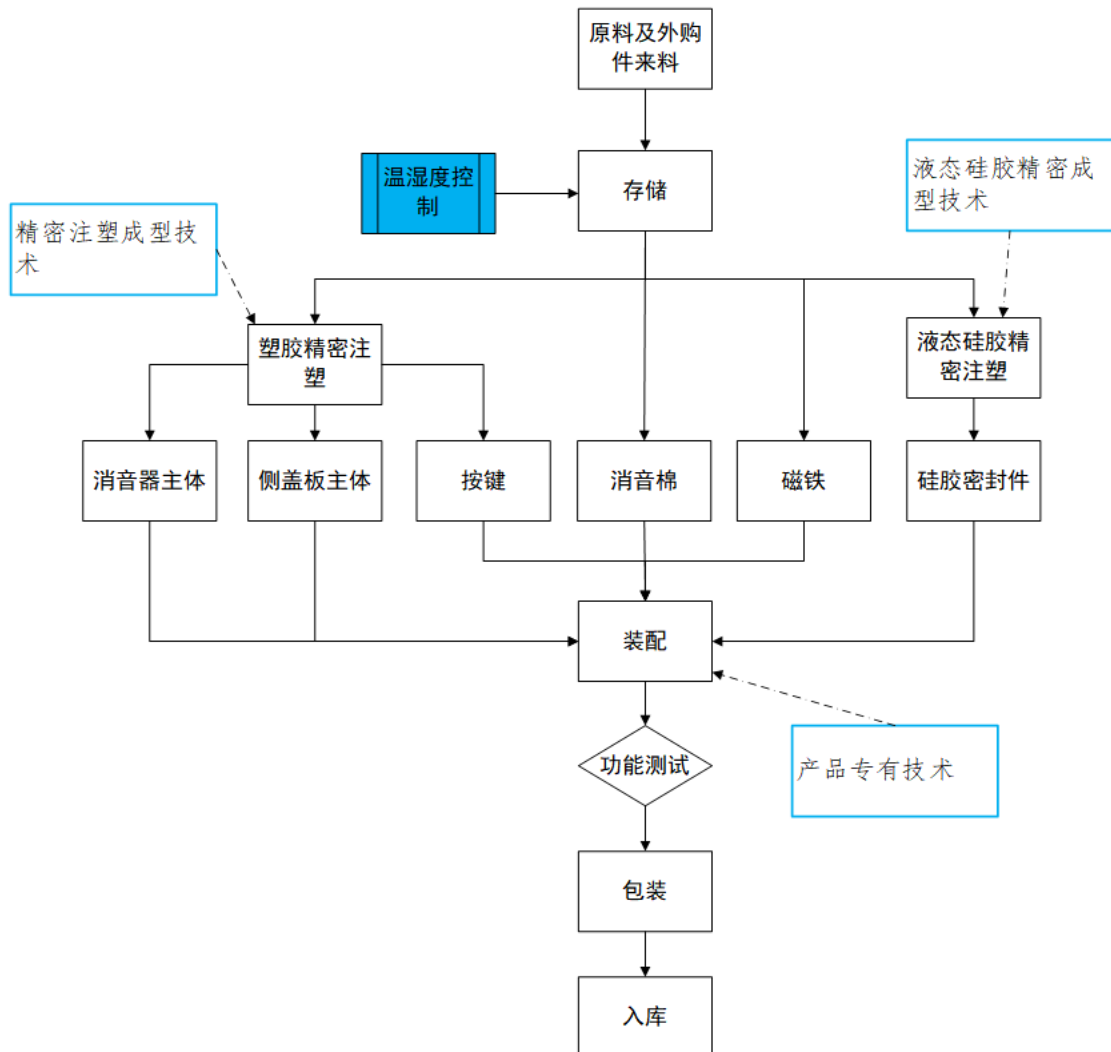 原料及外购
件来料
温湿度控
制
存储
液态硅胶精密成
型技术
精密注塑成型技
术
塑胶精密注
塑
液态硅胶精
密注塑
消音器主体
侧盖板主体
按键
消音棉
磁铁
硅胶密封件
装配
功能测试
产品专有技术
包装
入库